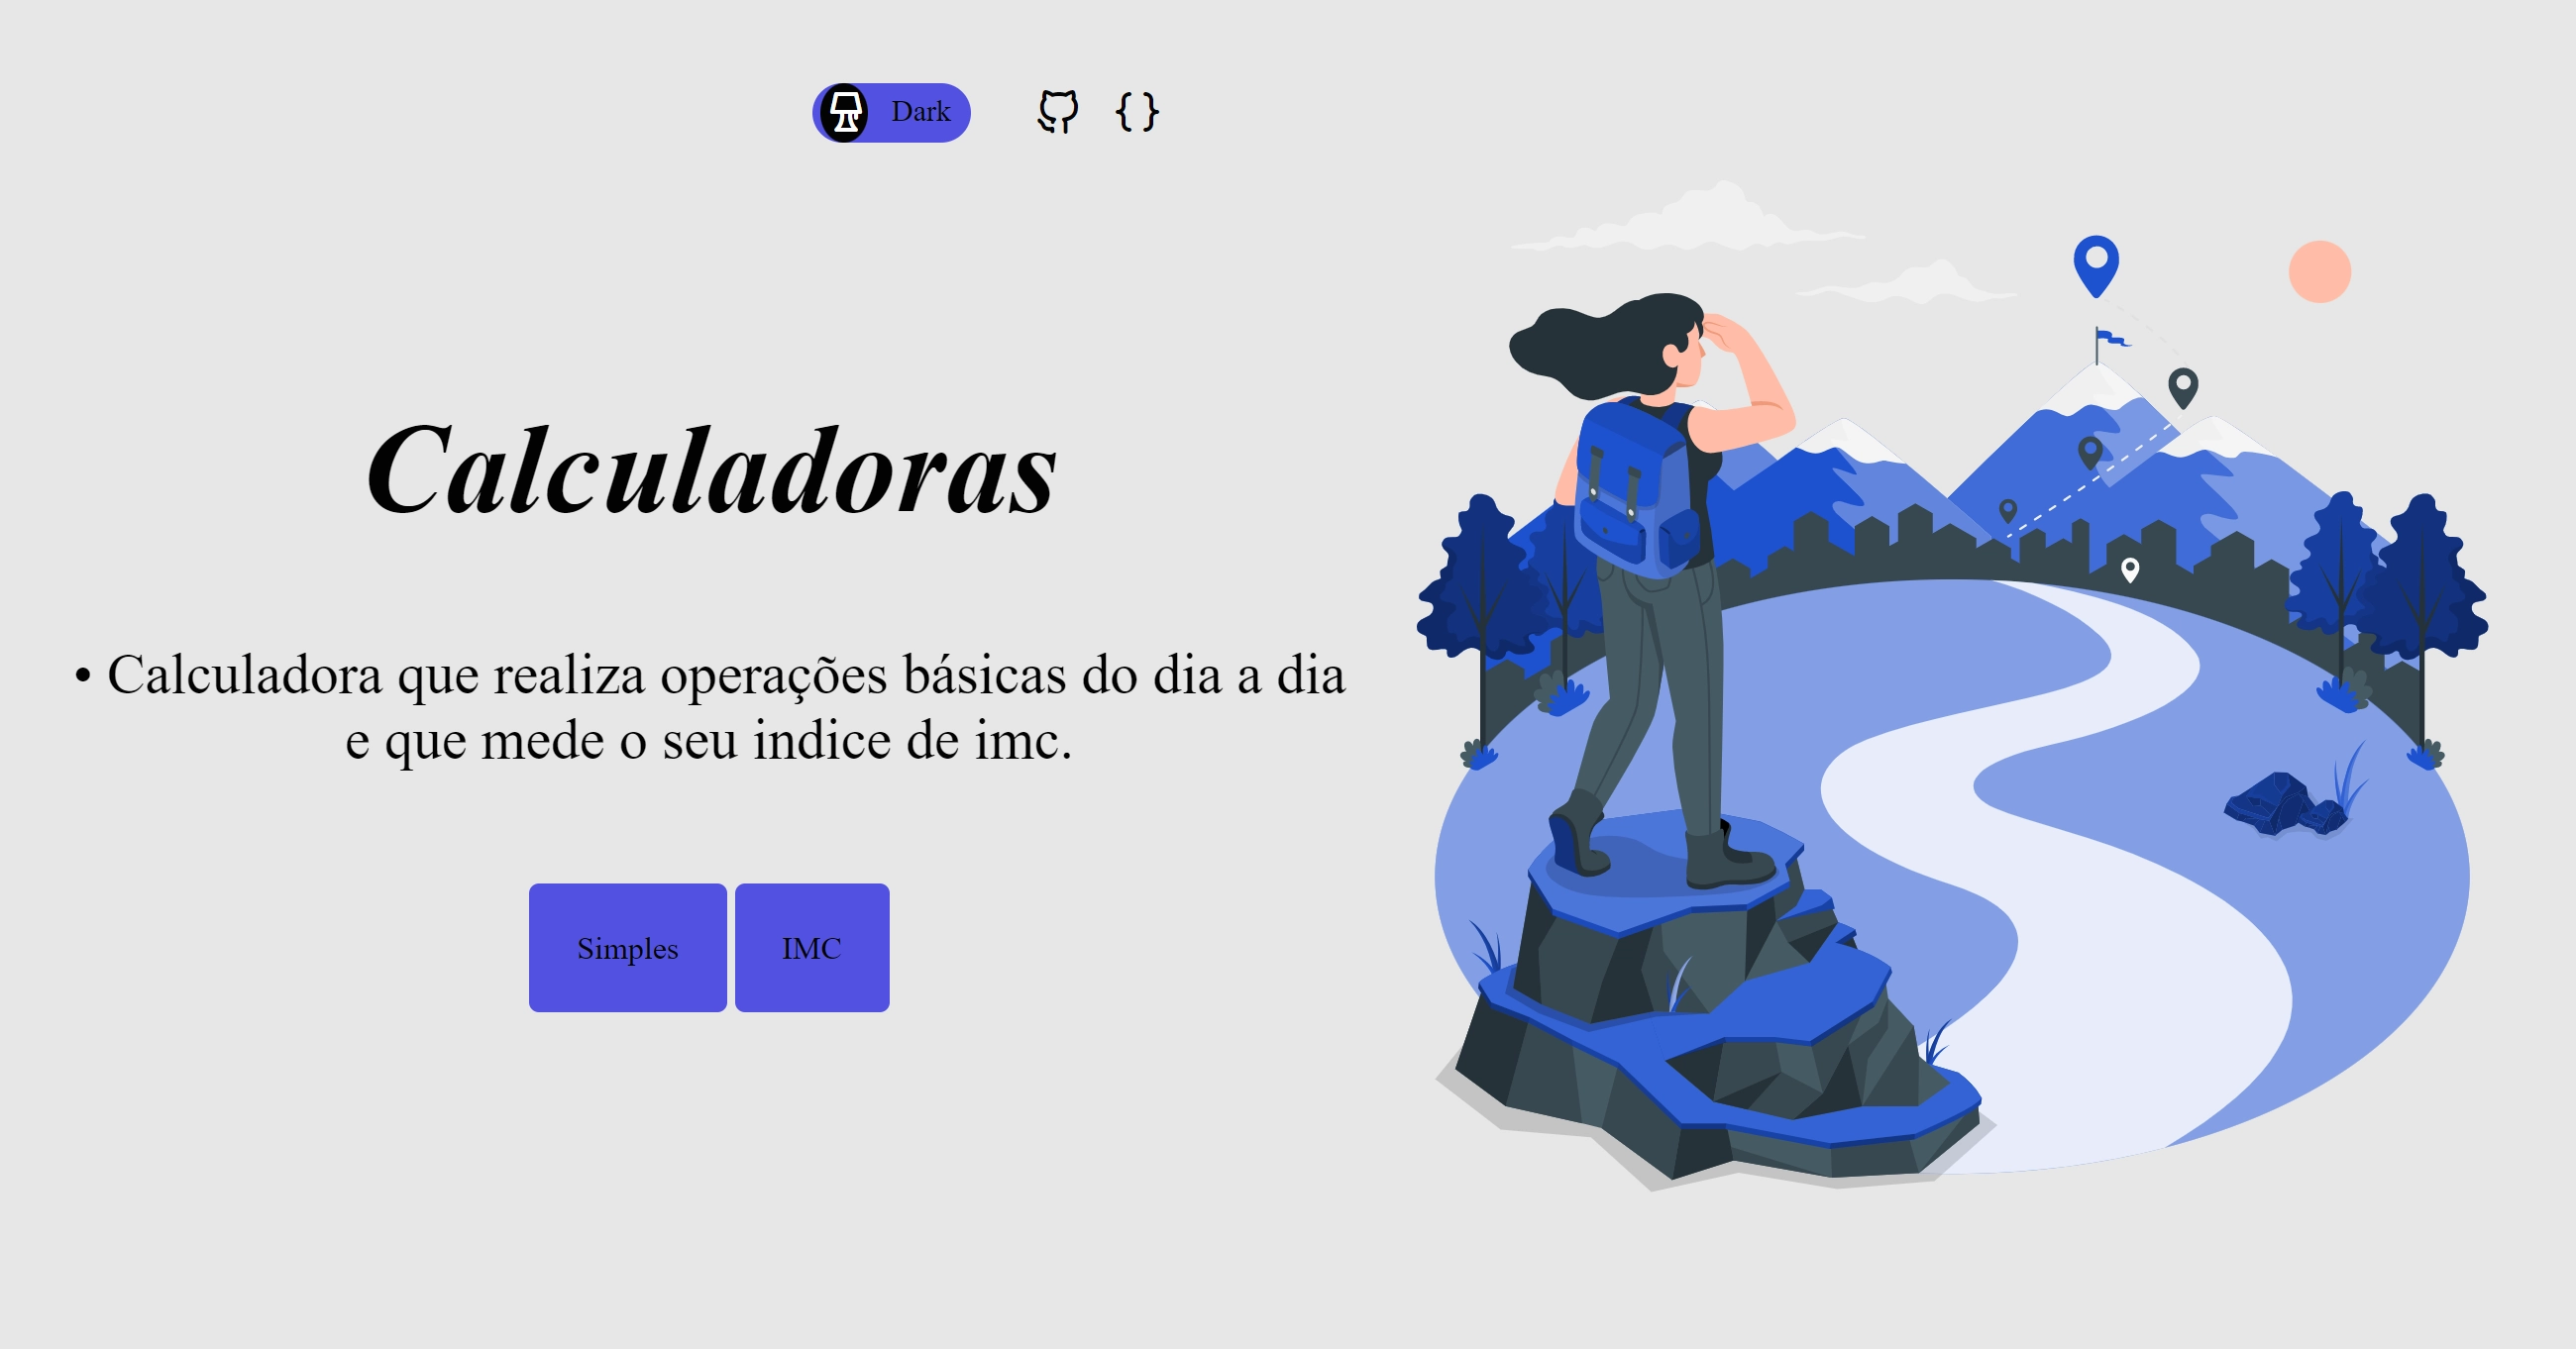 Dark
{ }
Calculadoras
• Calculadora que realiza operações básicas do dia a dia
e que mede o seu indice de imc.
Simples IMC